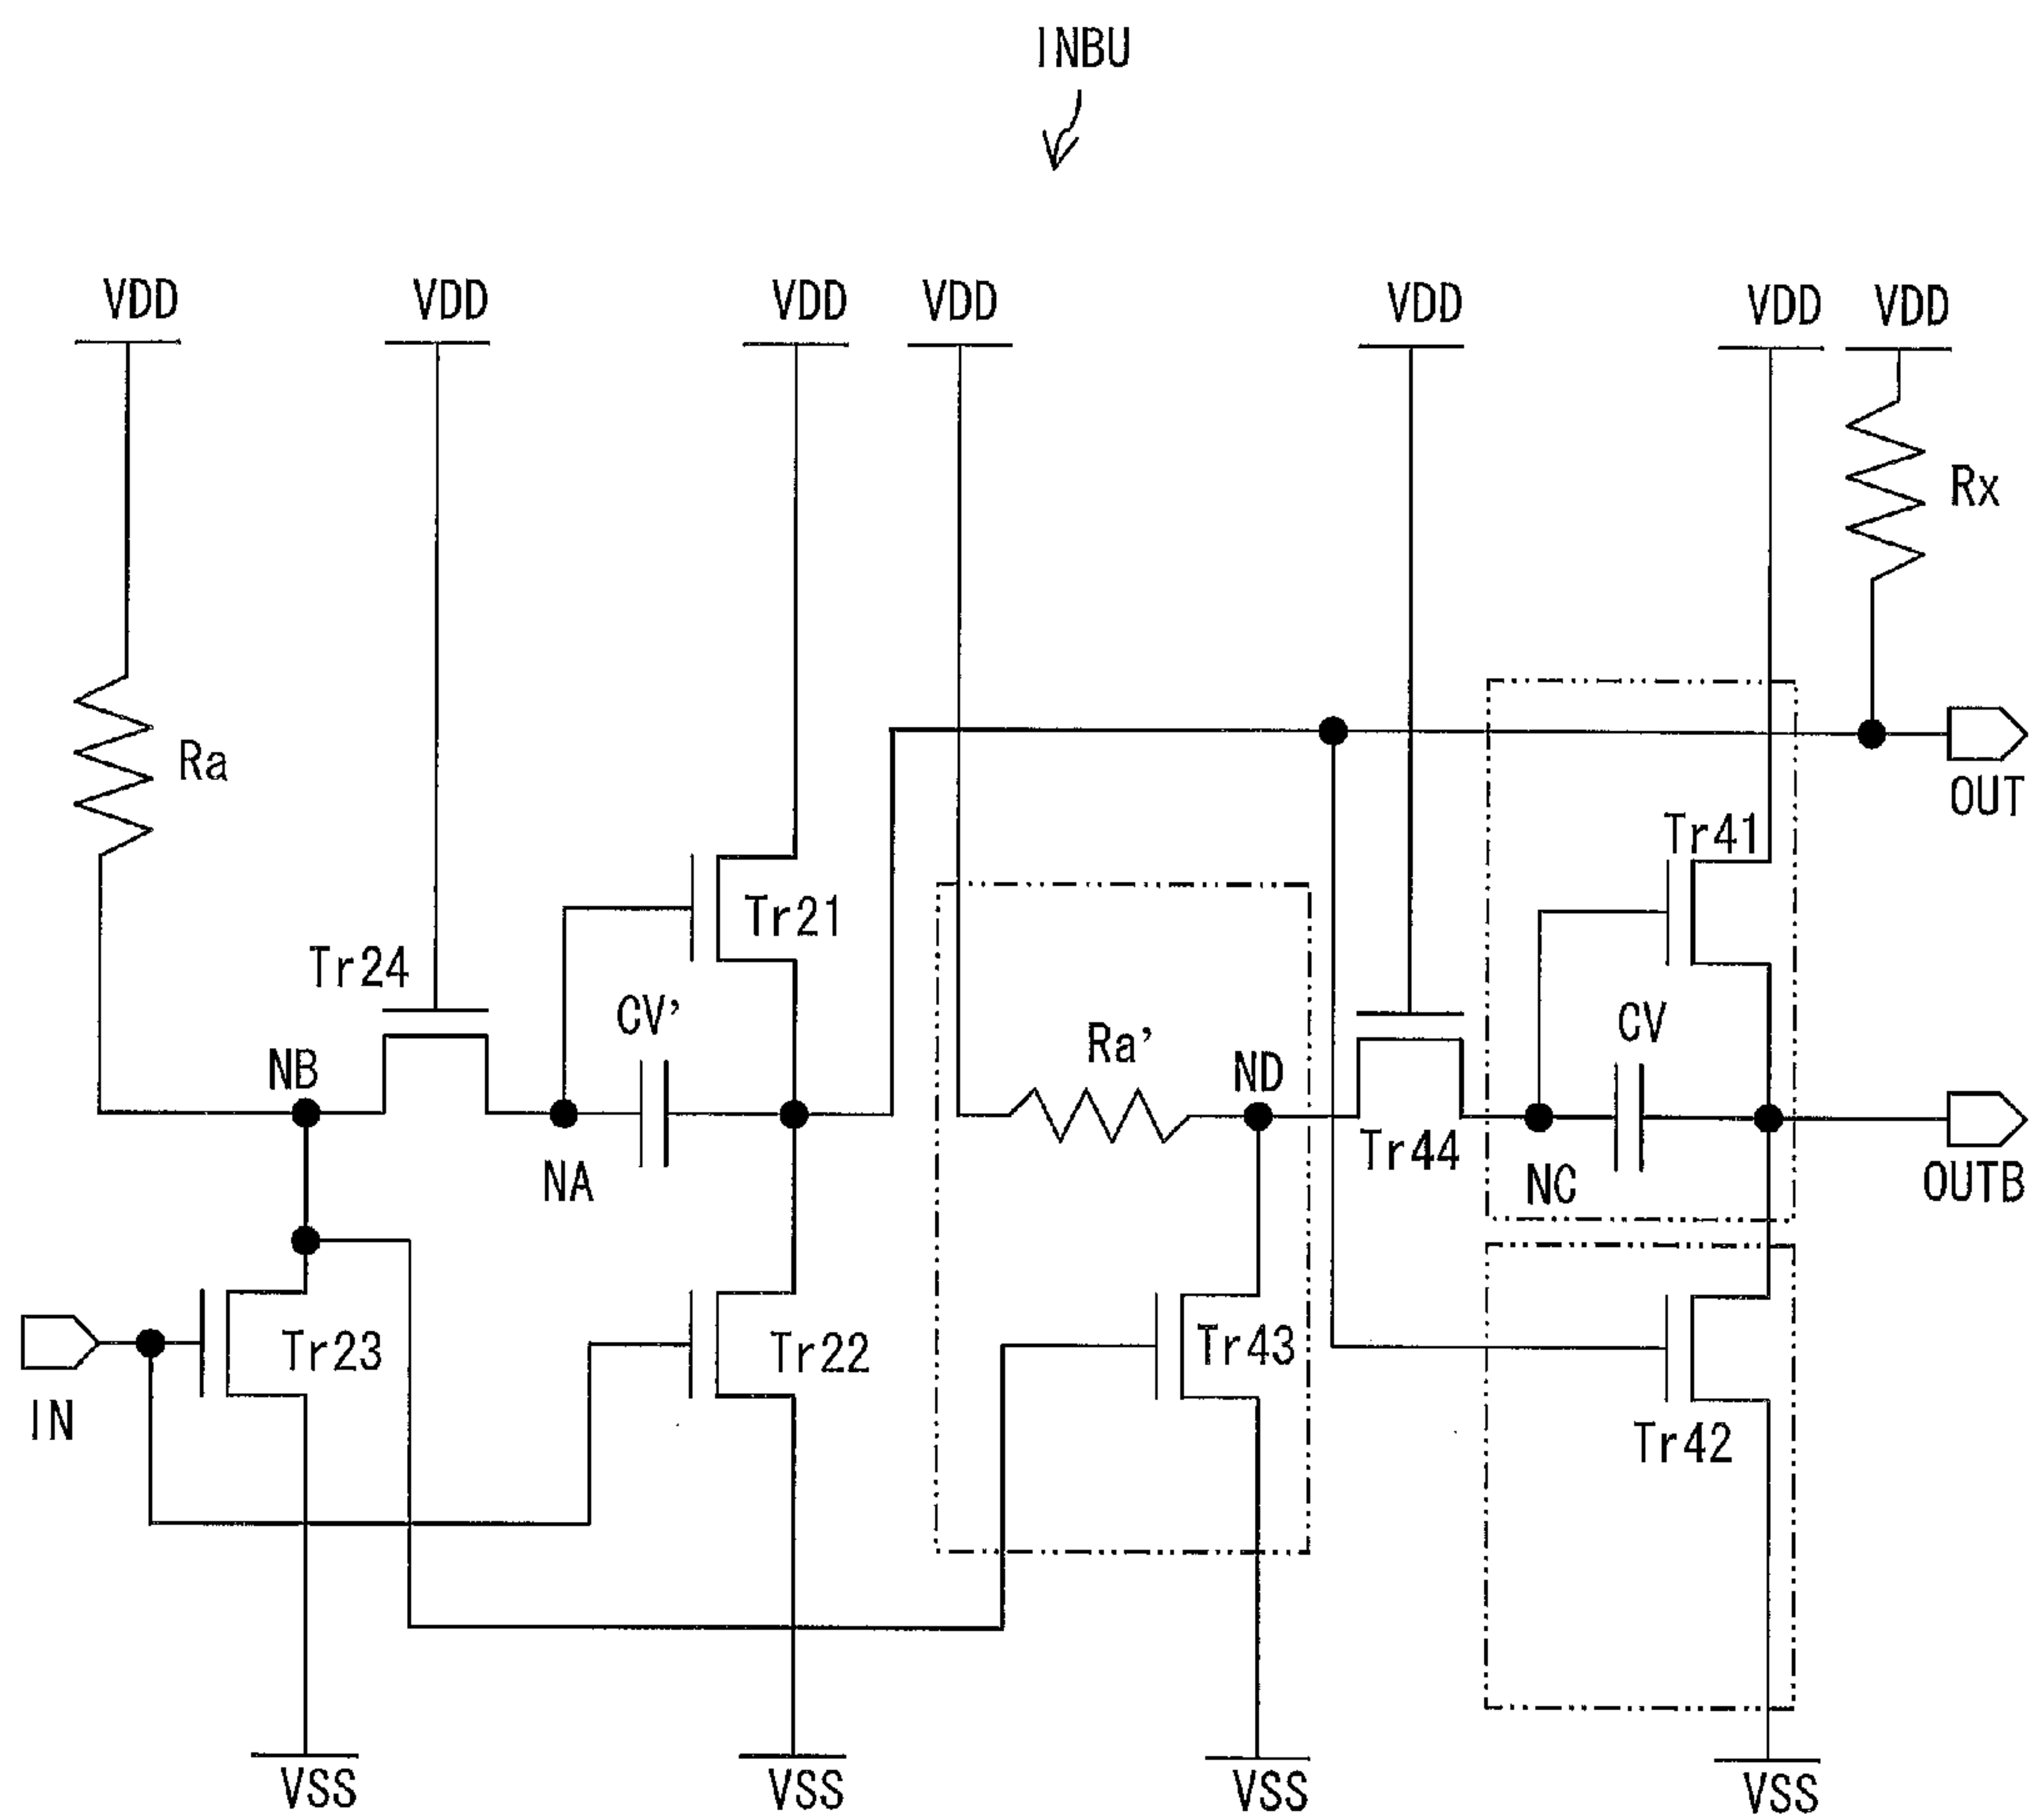 INBU
VDD
VDD
VDD
VDD
VDD
VDD
VDD
Rx
Ra
OUT
Tr41
Tr21
Tr24
CV'
CV
Ra'
NB
ND
NA
Tr44
NC
OUTB
Tr23
Tr22
Tr43
IN
Tr42
VSS
VSS
VSS
VSS